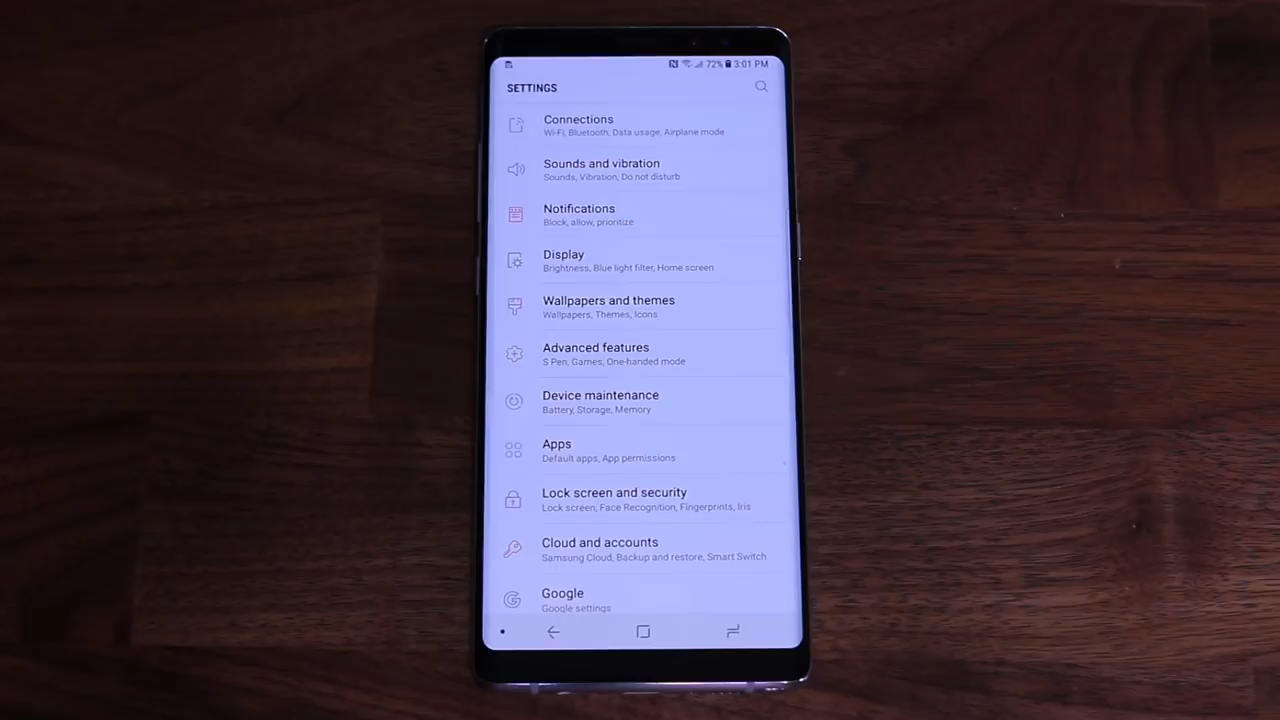 72% 3:01 PM
SETTINGS
Connections
Wi-Fi, Bluetooth, Data usage, Airplane mode
Sounds and vibration
Sounds, Vibration, Do not disturb
Notifications
Block, allow, prioritize
Display
Brightness, Blue light filter, Home screen
Wallpapers and themes
Wallpapers, Themes, Icons
Advanced features
S Pen, Games, One-handed mode
Device maintenance
Battery, Storage, Memory
Apps
Default apps, App permissions
Lock screen and security
Lock screen, Face Recognition, Fingerprints, Iris
Cloud and accounts
Samsung Cloud, Backup and restore, Smart Switch
Google
Google settings